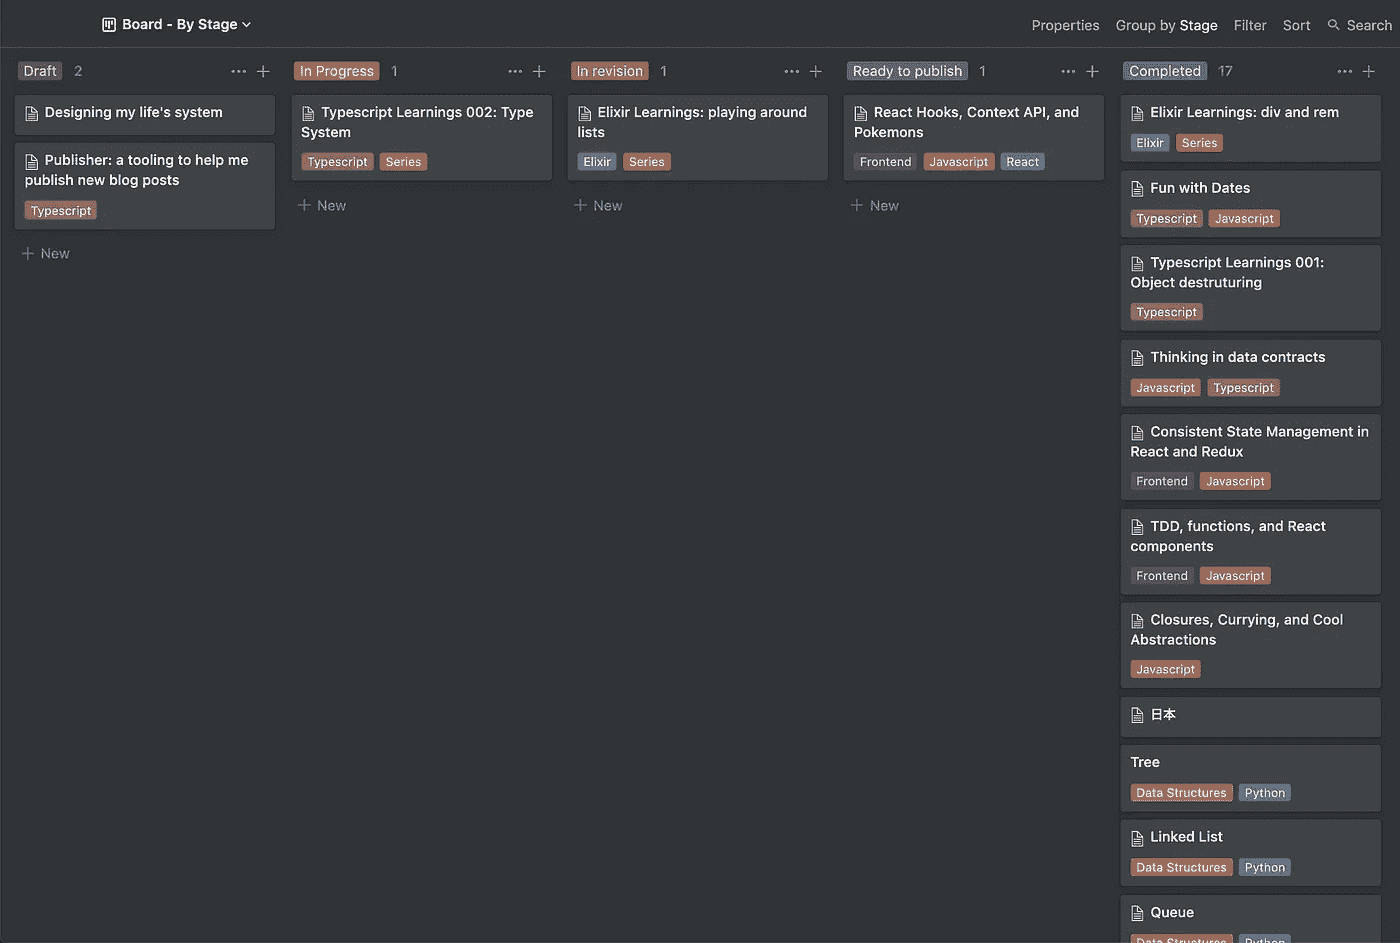 Board - By Stage
Properties Group by Stage Filter Sort Search
Draft 2
Designing my life's system
Publisher: a tooling to help me
publish new blog posts
Typescript
+ New
In Progress 1
Typescript Learnings 002: Type
System
Typescript Series
+ New
In revision 1
Elixir Learnings: playing around
lists
Elixir Series
+ New
Ready to publish 1
React Hooks, Context API, and
Pokemons
Frontend Javascript React
+ New
Completed 17
Elixir Learnings: div and rem
Elixir Series
Fun with Dates
Typescript Javascript
Typescript Learnings 001:
Object destruturing
Typescript
Thinking in data contracts
Javascript Typescript
Consistent State Management in
React and Redux
Frontend Javascript
TDD, functions, and React
components
Frontend Javascript
Closures, Currying, and Cool
Abstractions
Javascript
日本
Tree
Data Structures Python
Linked List
Data Structures Python
Queue
Data Structures Python